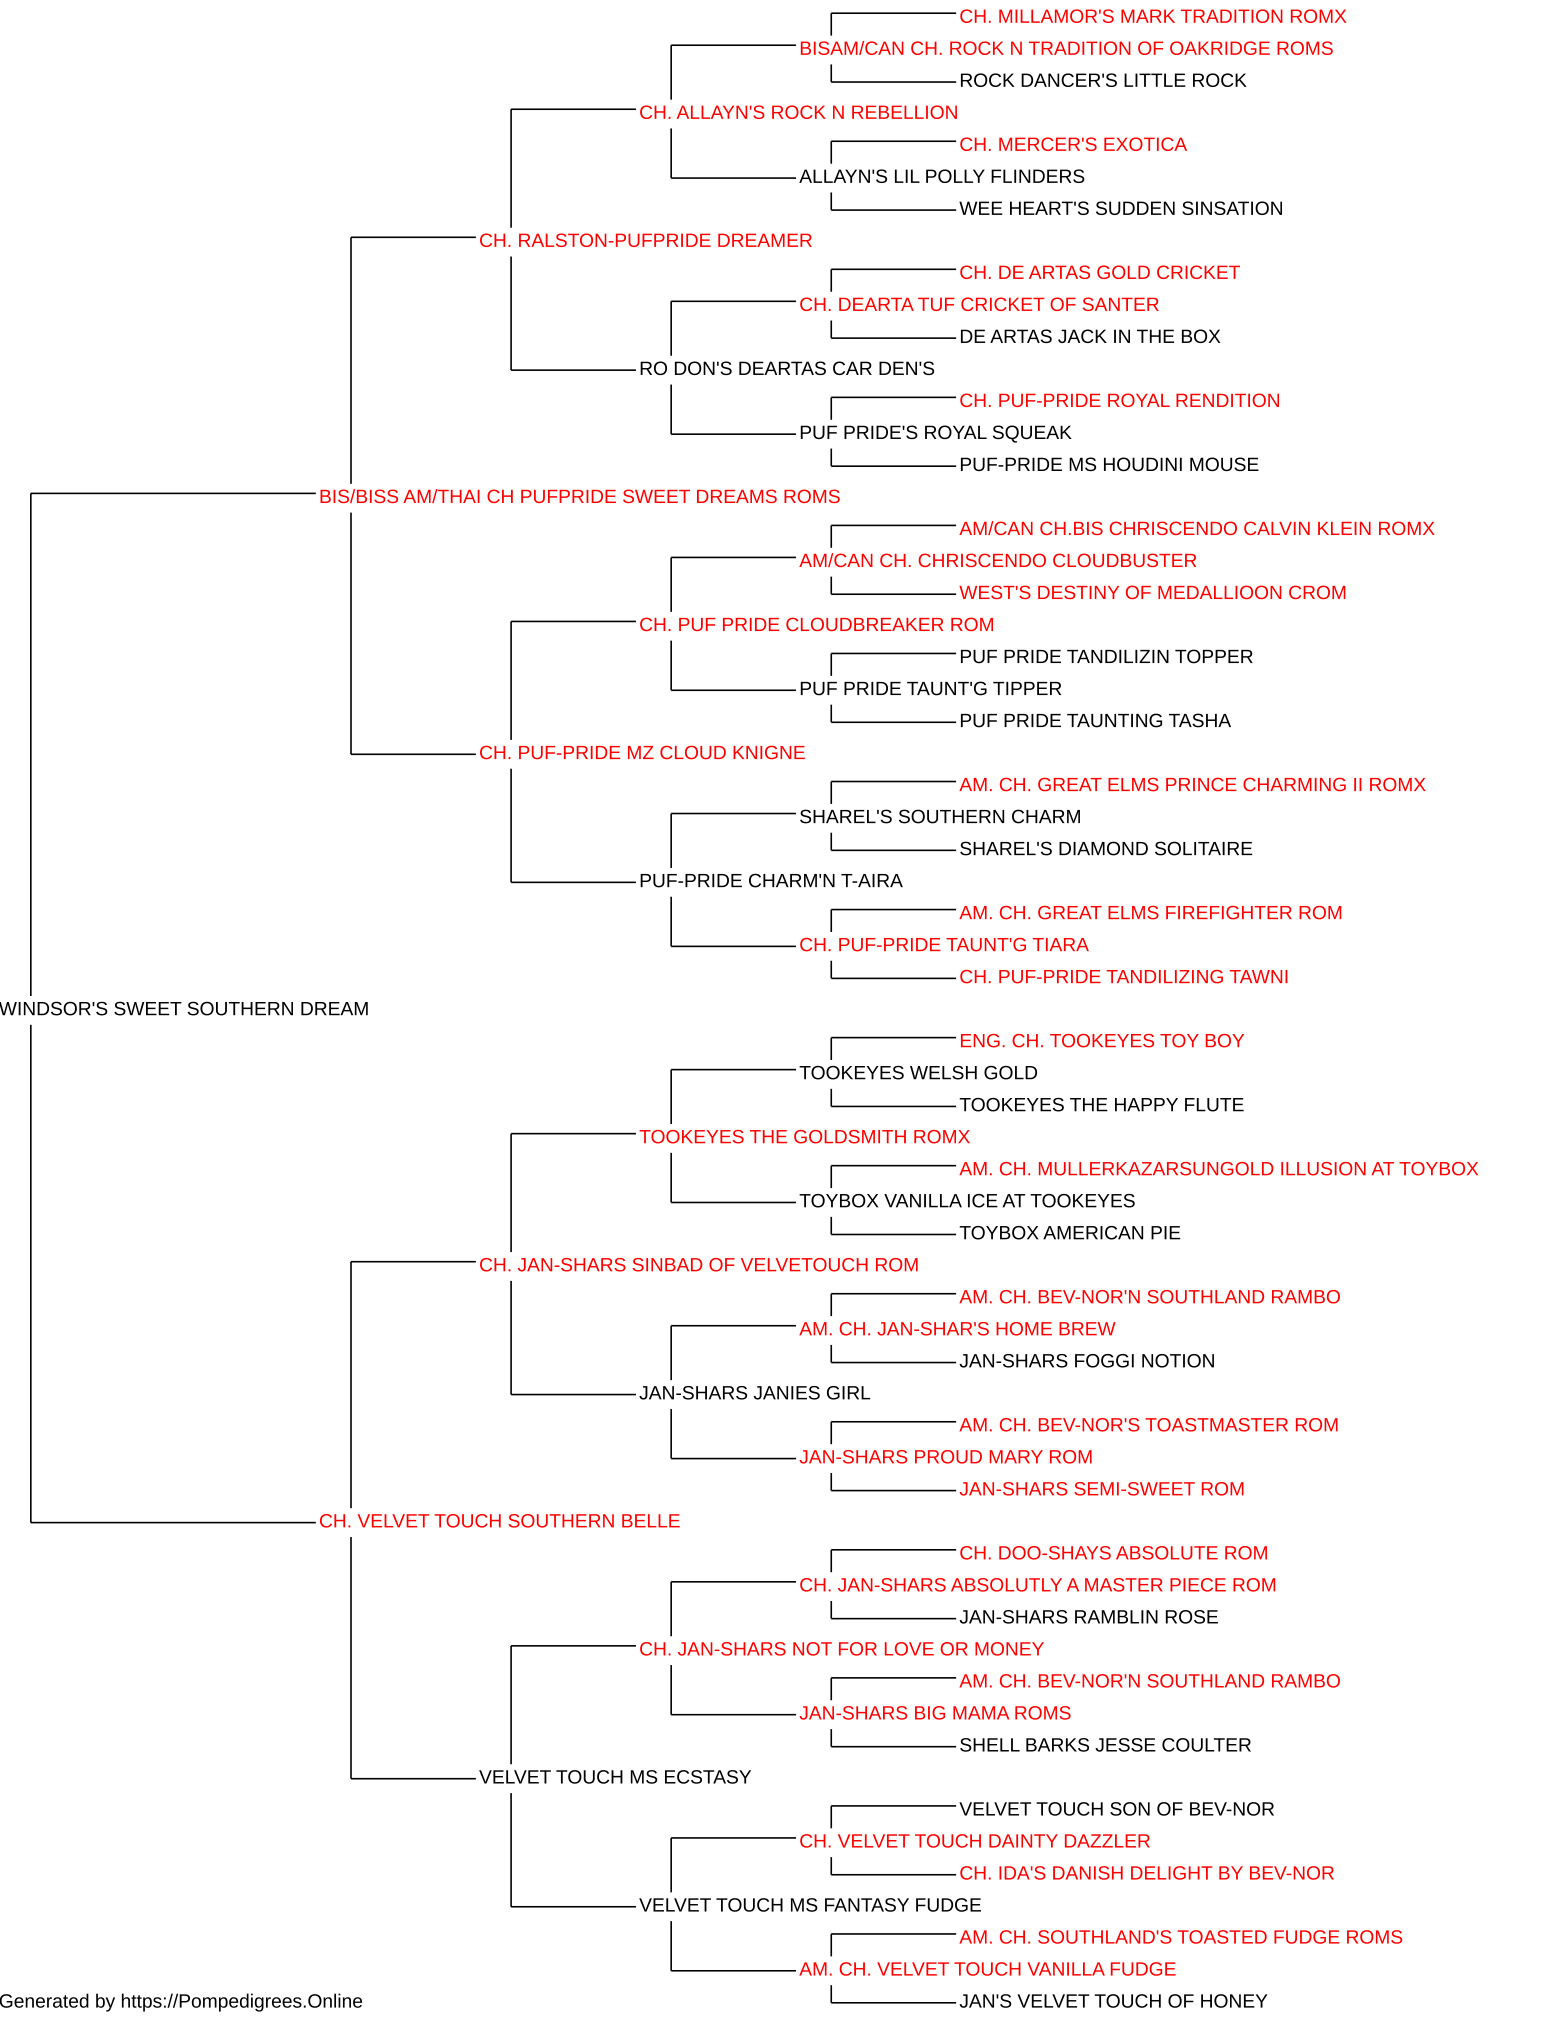 CH. MILLAMOR'S MARK TRADITION ROMX
BISAM/CAN CH. ROCK N TRADITION OF OAKRIDGE ROMS
ROCK DANCER'S LITTLE ROCK
CH. ALLAYN'S ROCK N REBELLION
CH. MERCER'S EXOTICA
ALLAYN'S LIL POLLY FLINDERS
WEE HEART'S SUDDEN SINSATION
CH. RALSTON-PUFPRIDE DREAMER
CH. DE ARTAS GOLD CRICKET
CH. DEARTA TUF CRICKET OF SANTER
DE ARTAS JACK IN THE BOX
RO DON'S DEARTAS CAR DEN'S
CH. PUF-PRIDE ROYAL RENDITION
PUF PRIDE'S ROYAL SQUEAK
PUF-PRIDE MS HOUDINI MOUSE
BIS/BISS AM/THAI CH PUFPRIDE SWEET DREAMS ROMS
AM/CAN CH.BIS CHRISCENDO CALVIN KLEIN ROMX
AM/CAN CH. CHRISCENDO CLOUDBUSTER
WEST'S DESTINY OF MEDALLIOON CROM
CH. PUF PRIDE CLOUDBREAKER ROM
PUF PRIDE TANDILIZIN TOPPER
PUF PRIDE TAUNT'G TIPPER
PUF PRIDE TAUNTING TASHA
CH. PUF-PRIDE MZ CLOUD KNIGNE
AM. CH. GREAT ELMS PRINCE CHARMING II ROMX
SHAREL'S SOUTHERN CHARM
SHAREL'S DIAMOND SOLITAIRE
PUF-PRIDE CHARM'N T-AIRA
AM. CH. GREAT ELMS FIREFIGHTER ROM
CH. PUF-PRIDE TAUNT'G TIARA
CH. PUF-PRIDE TANDILIZING TAWNI
WINDSOR'S SWEET SOUTHERN DREAM
ENG. CH. TOOKEYES TOY BOY
TOOKEYES WELSH GOLD
TOOKEYES THE HAPPY FLUTE
TOOKEYES THE GOLDSMITH ROMX
AM. CH. MULLERKAZARSUNGOLD ILLUSION AT TOYBOX
TOYBOX VANILLA ICE AT TOOKEYES
TOYBOX AMERICAN PIE
CH. JAN-SHARS SINBAD OF VELVETOUCH ROM
AM. CH. BEV-NOR'N SOUTHLAND RAMBO
AM. CH. JAN-SHAR'S HOME BREW
JAN-SHARS FOGGI NOTION
JAN-SHARS JANIES GIRL
AM. CH. BEV-NOR'S TOASTMASTER ROM
JAN-SHARS PROUD MARY ROM
JAN-SHARS SEMI-SWEET ROM
CH. VELVET TOUCH SOUTHERN BELLE
CH. DOO-SHAYS ABSOLUTE ROM
CH. JAN-SHARS ABSOLUTLY A MASTER PIECE ROM
JAN-SHARS RAMBLIN ROSE
CH. JAN-SHARS NOT FOR LOVE OR MONEY
AM. CH. BEV-NOR'N SOUTHLAND RAMBO
JAN-SHARS BIG MAMA ROMS
SHELL BARKS JESSE COULTER
VELVET TOUCH MS ECSTASY
VELVET TOUCH SON OF BEV-NOR
CH. VELVET TOUCH DAINTY DAZZLER
CH. IDA'S DANISH DELIGHT BY BEV-NOR
VELVET TOUCH MS FANTASY FUDGE
AM. CH. SOUTHLAND'S TOASTED FUDGE ROMS
AM. CH. VELVET TOUCH VANILLA FUDGE
JAN'S VELVET TOUCH OF HONEY
Generated by https://Pompedigrees.Online